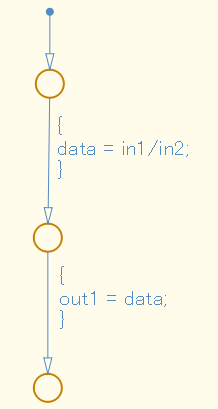 {
data = in1/in2;
}
{
out1 = data;
}